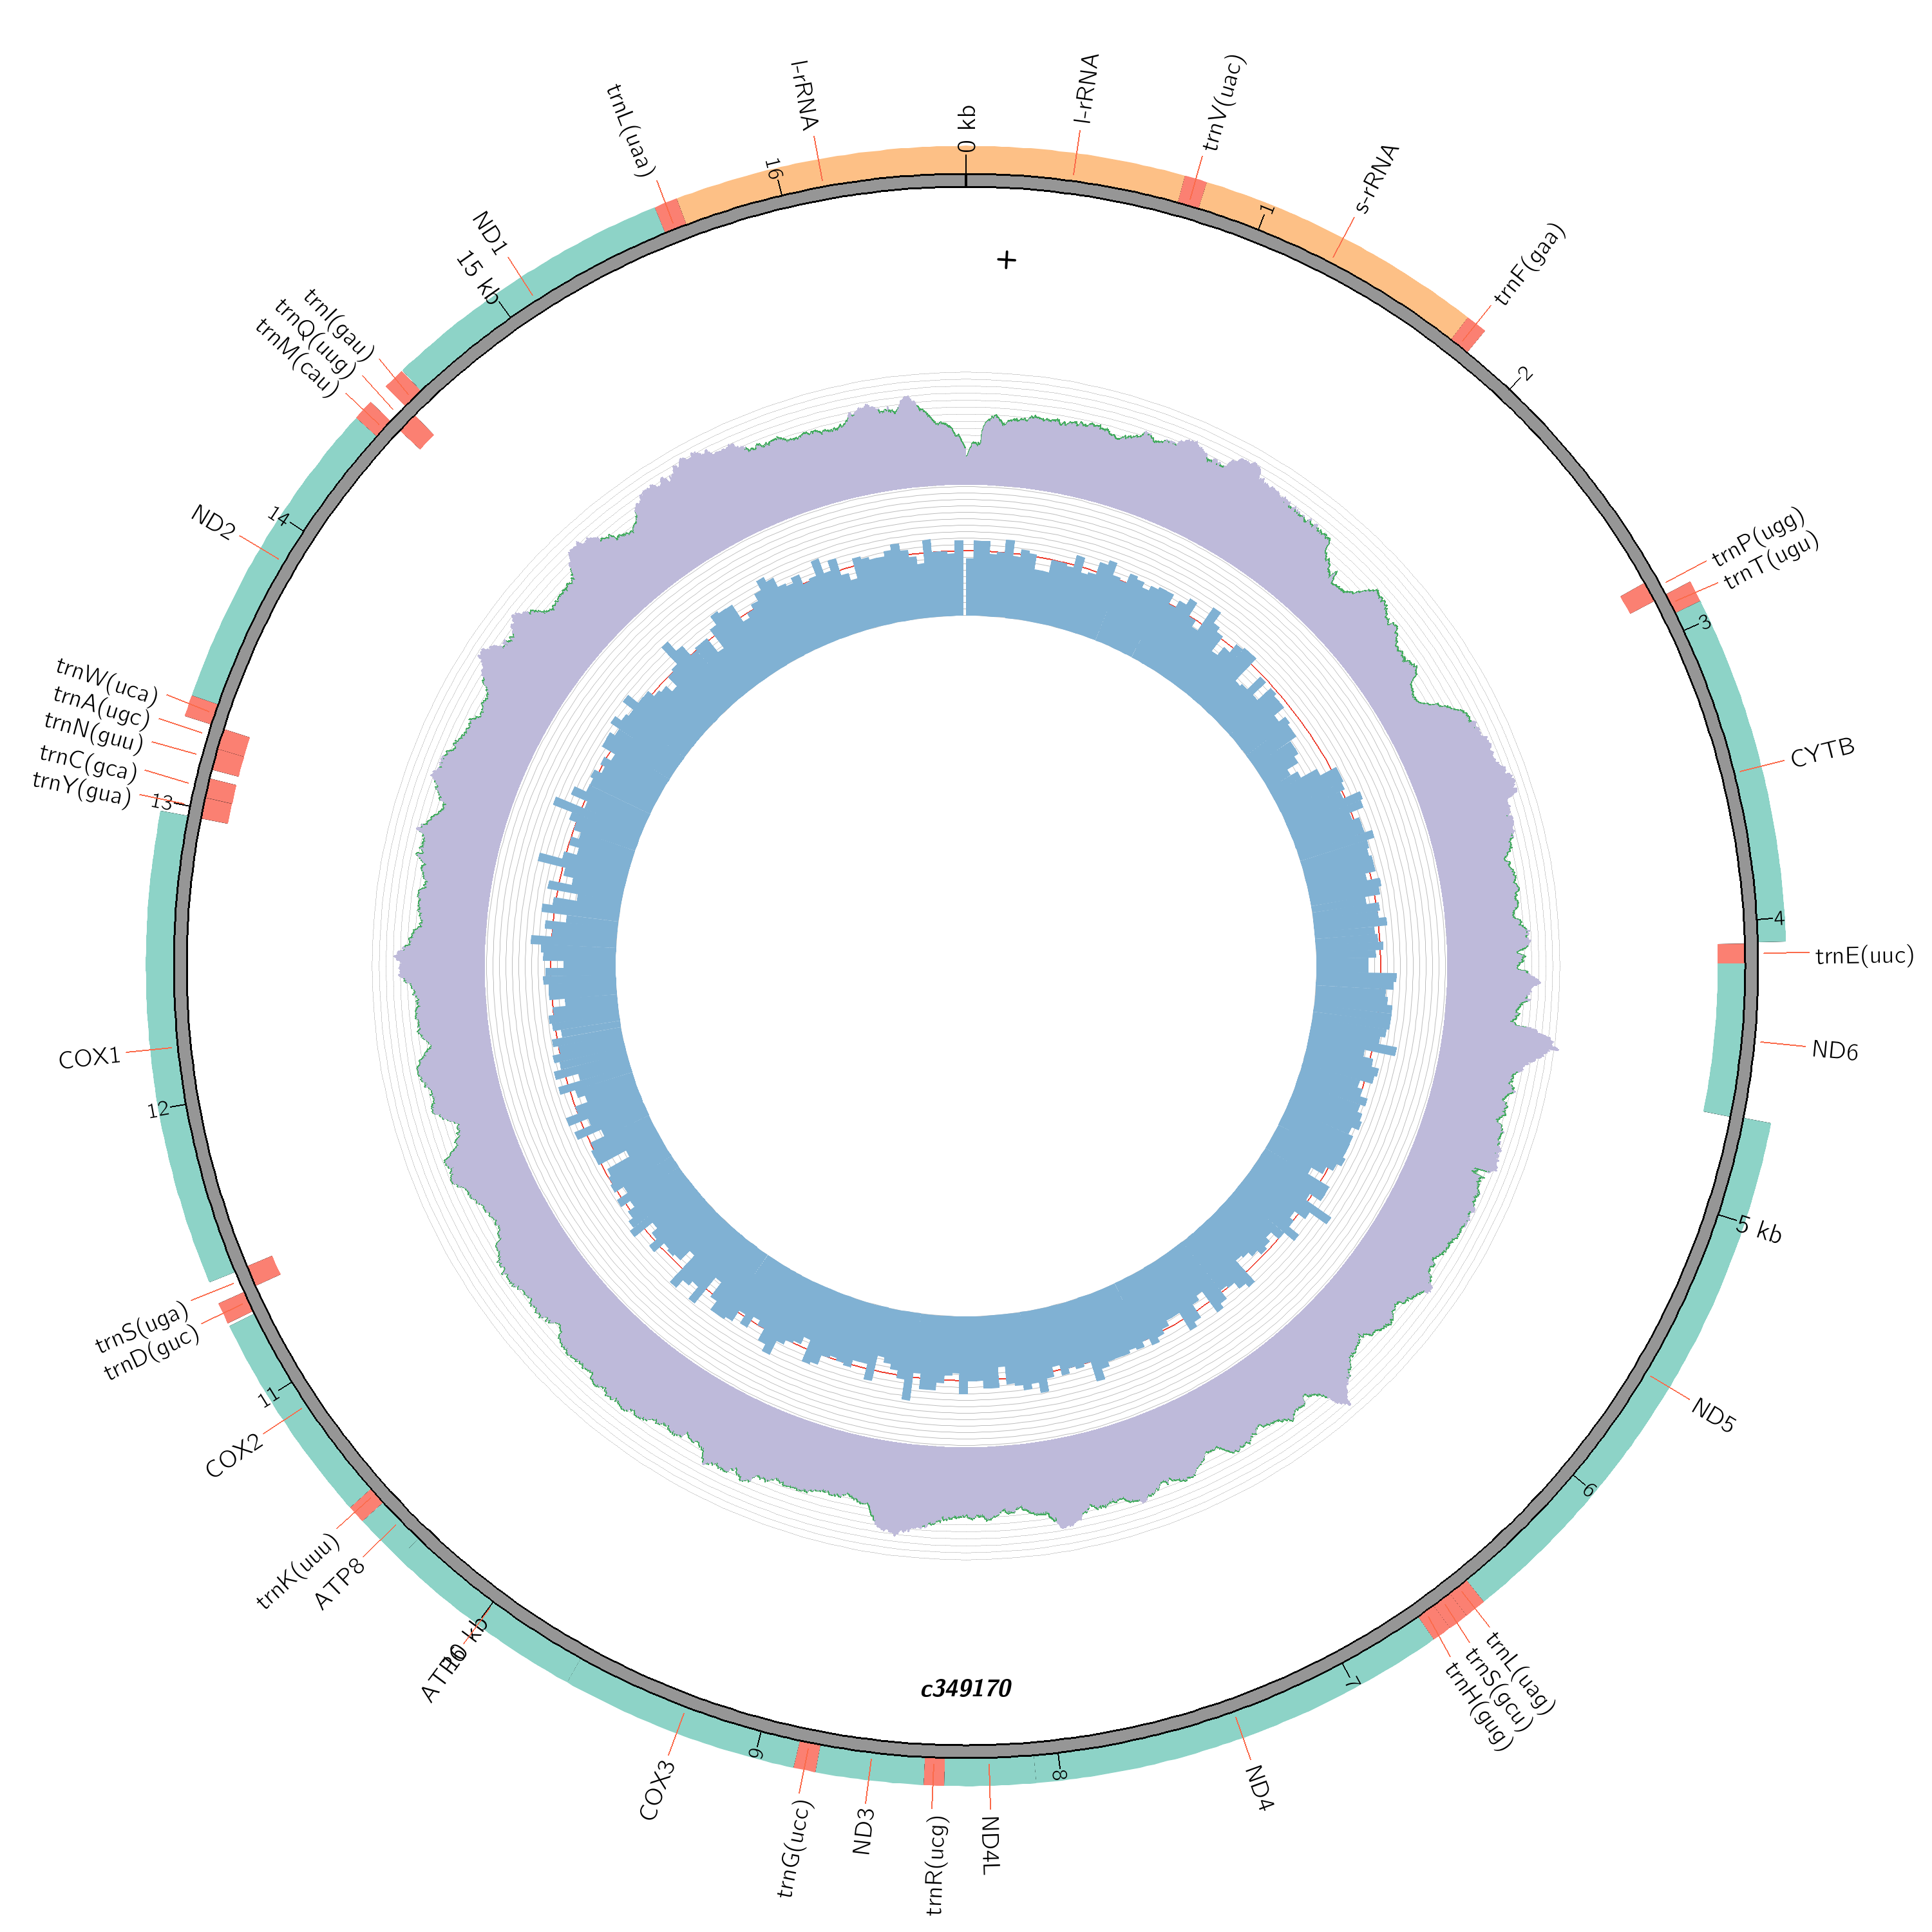 0 kb
l-rRNA
trnV(uac)
1
s-rRNA
trnF(gaa)
2
trnP(ugg)
trnT(ugu)
3
CYTB
4
trnE(uuc)
ND6
5 kb
ND5
6
trnL(uag)
trnS(gcu)
trnH(gug)
7
ND4
8
ND4L
trnR(ucg)
ND3
trnG(ucc)
9
COX3
10 kb
ATP6
ATP8
trnK(uuu)
COX2
11
trnD(guc)
trnS(uga)
12
COX1
13
trnY(gua)
trnC(gca)
trnN(guu)
trnA(ugc)
trnW(uca)
ND2
14
trnM(cau)
trnQ(uug)
trnI(gau)
15 kb
ND1
trnL(uaa)
16
l-rRNA
+
c349170